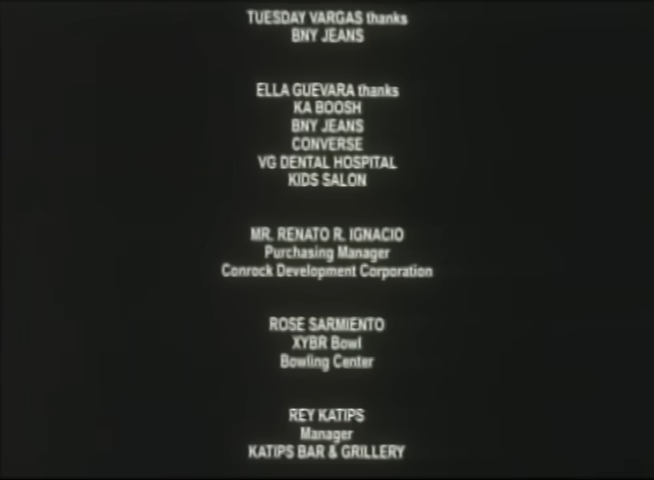 TUESDAY VARGAS thanks
BNY JEANS
ELLA GUEVARA thanks
KA BOOSH
BNY JEANS
CONVERSE
VG DENTAL HOSPITAL
KIDS SALON
MR. RENATO R. IGNACIO
Purchasing Manager
Conrock Development Corporation
ROSE SARMIENTO
XYBR Bowl
Bowling Center
REY KATIPS
Manager
KATIPS BAR & GRILLERY